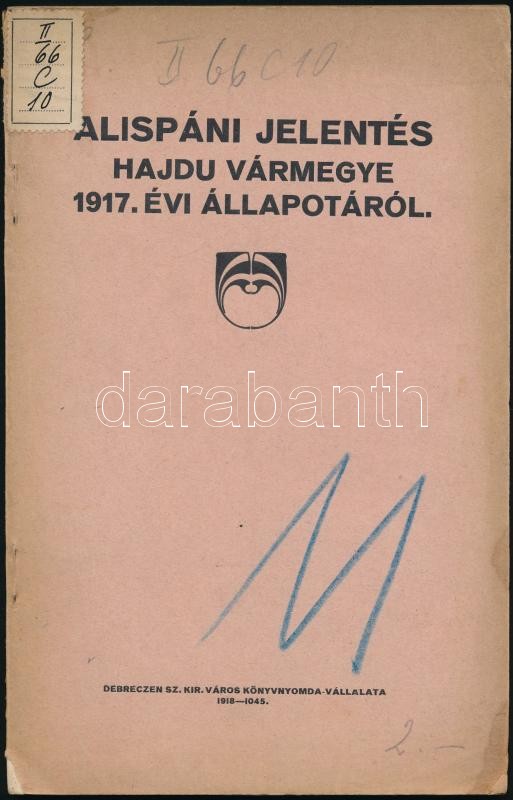 II
66
C
10
II 66 C 10
ALISPÁNI JELENTÉS
HAJDU VÁRMEGYE
1917. ÉVI ÁLLAPOTÁRÓL.
darabanth
M
DEBRECZEN SZ. KIR. VÁROS KÖNYVNYOMDA-VÁLLALATA
1918—1045.
2.—